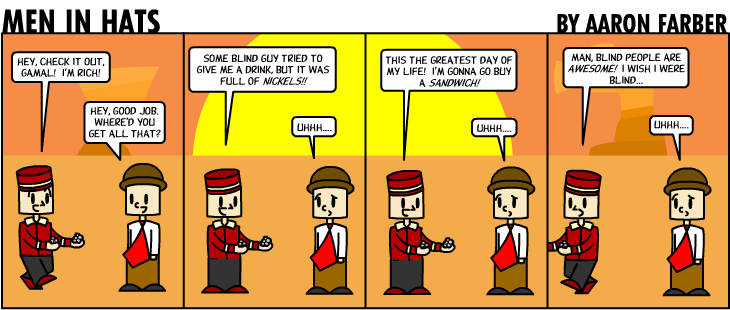 MEN IN HATS
BY AARON FARBER
HEY, CHECK IT OUT,
GAMAL! I'M RICH!
HEY, GOOD JOB.
WHERE'D YOU
GET ALL THAT?
SOME BLIND GUY TRIED TO
GIVE ME A DRINK, BUT IT WAS
FULL OF NICKELS!!
UHHH....
THIS THE GREATEST DAY OF
MY LIFE! I'M GONNA GO BUY
A SANDWICH!
UHHH....
MAN, BLIND PEOPLE ARE
AWESOME! I WISH I WERE
BLIND...
UHHH....